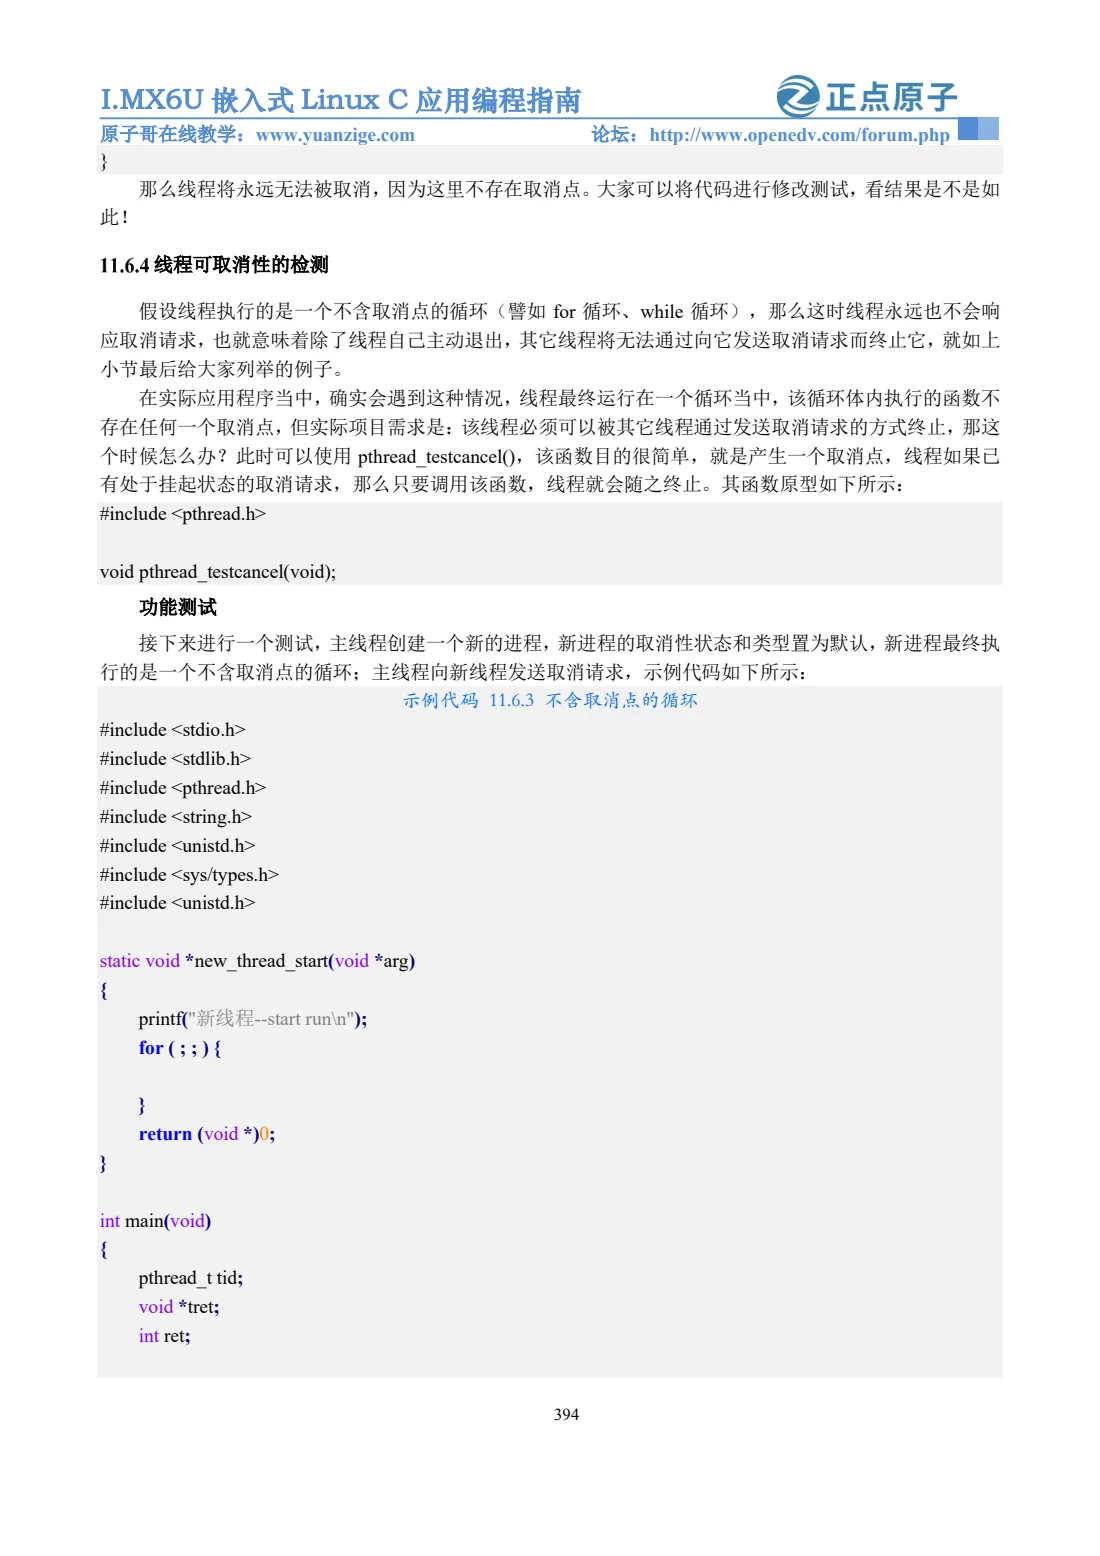 I.MX6U 嵌入式 Linux C 应用编程指南
正点原子
原子哥在线教学：www.yuanzige.com 论坛：http://www.openedv.com/forum.php
}
那么线程将永远无法被取消，因为这里不存在取消点。大家可以将代码进行修改测试，看结果是不是如
此！
11.6.4 线程可取消性的检测
假设线程执行的是一个不含取消点的循环（譬如 for 循环、while 循环），那么这时线程永远也不会响
应取消请求，也就意味着除了线程自己主动退出，其它线程将无法通过向它发送取消请求而终止它，就如上
小节最后给大家列举的例子。
在实际应用程序当中，确实会遇到这种情况，线程最终运行在一个循环当中，该循环体内执行的函数不
存在任何一个取消点，但实际项目需求是：该线程必须可以被其它线程通过发送取消请求的方式终止，那这
个时候怎么办？此时可以使用 pthread_testcancel()，该函数目的很简单，就是产生一个取消点，线程如果已
有处于挂起状态的取消请求，那么只要调用该函数，线程就会随之终止。其函数原型如下所示：
#include <pthread.h>
void pthread_testcancel(void);
功能测试
接下来进行一个测试，主线程创建一个新的进程，新进程的取消性状态和类型置为默认，新进程最终执
行的是一个不含取消点的循环；主线程向新线程发送取消请求，示例代码如下所示：
示例代码 11.6.3 不含取消点的循环
#include <stdio.h>
#include <stdlib.h>
#include <pthread.h>
#include <string.h>
#include <unistd.h>
#include <sys/types.h>
#include <unistd.h>
static void *new_thread_start(void *arg)
{
printf("新线程--start run\n");
for ( ; ; ) {
}
return (void *)0;
}
int main(void)
{
pthread_t tid;
void *tret;
int ret;
394